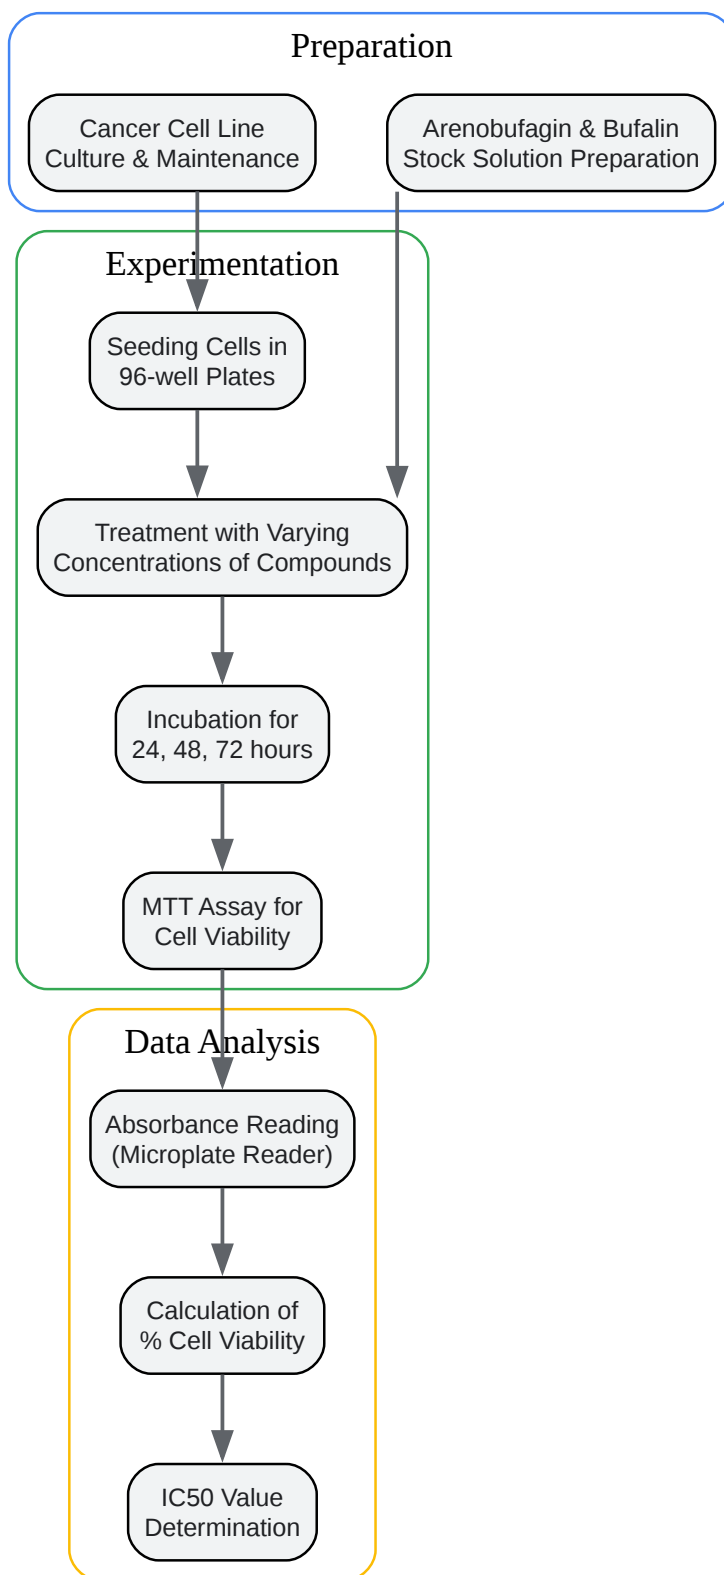 Preparation
Cancer Cell Line
Culture & Maintenance
Arenobufagin & Bufalin
Stock Solution Preparation
Experimentation
Seeding Cells in
96-well Plates
Treatment with Varying
Concentrations of Compounds
Incubation for
24, 48, 72 hours
MTT Assay for
Cell Viability
Data Analysis
Absorbance Reading
(Microplate Reader)
Calculation of
% Cell Viability
IC50 Value
Determination